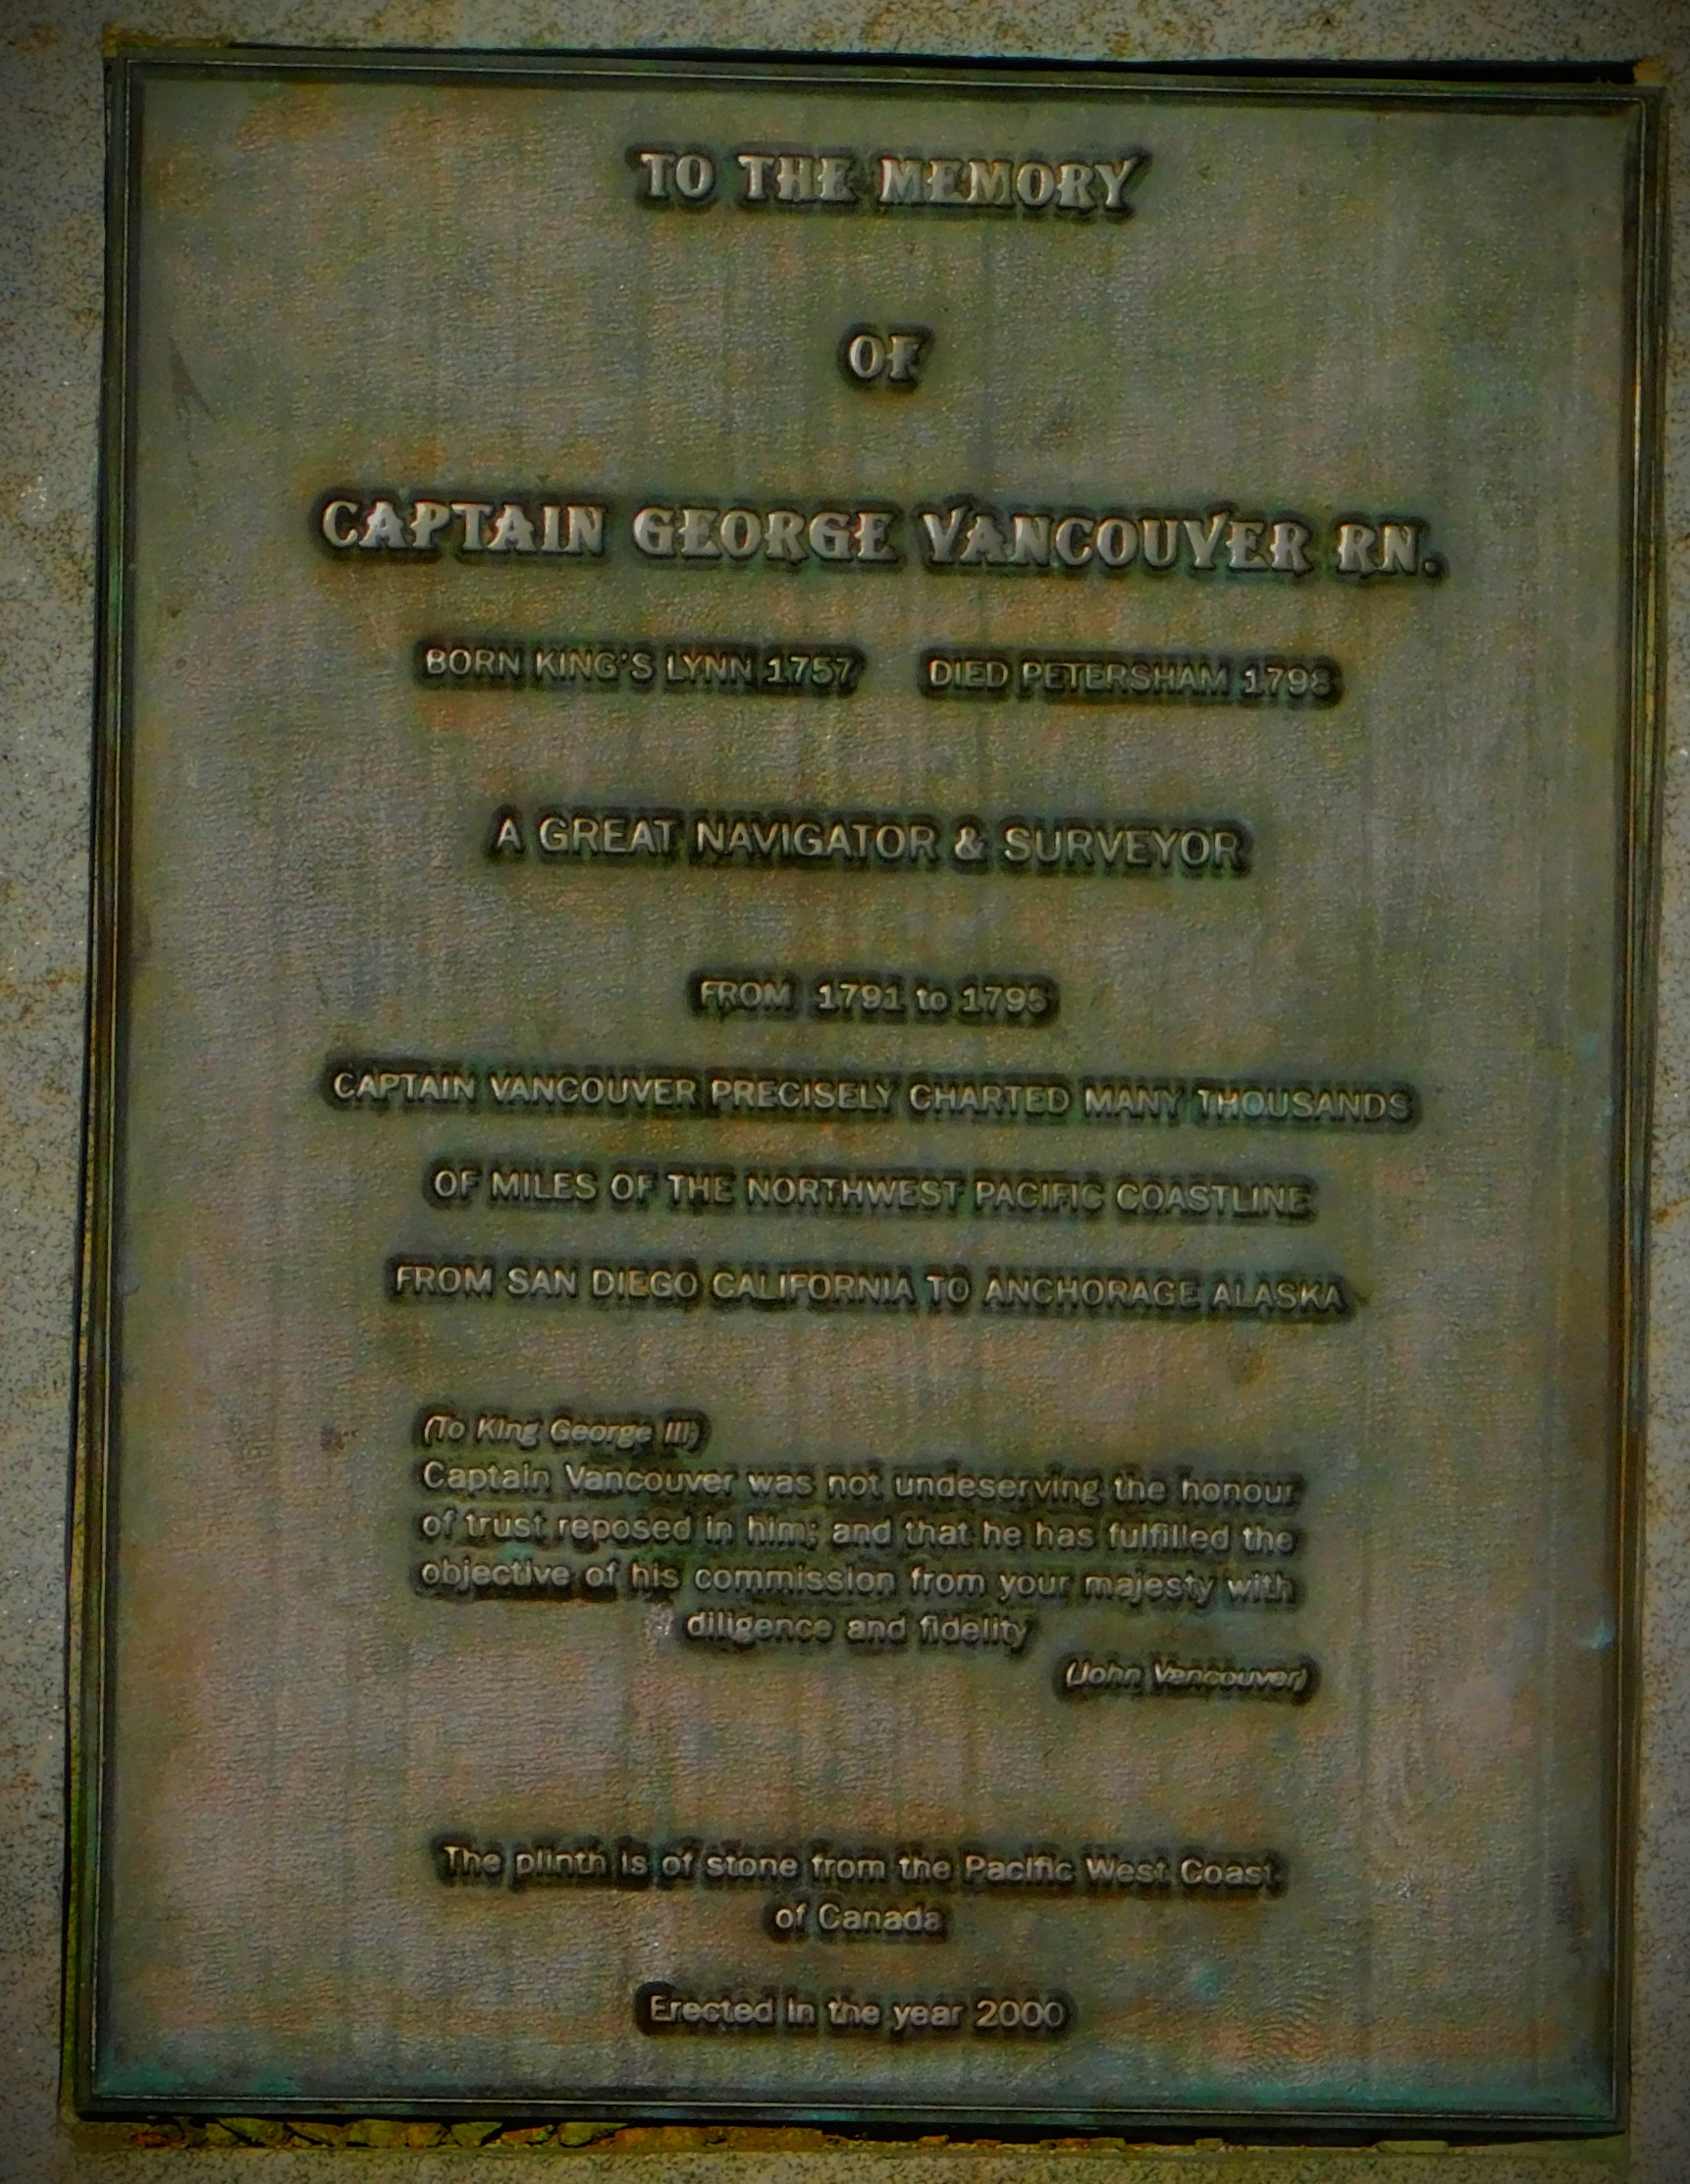 TO THE MEMORY
OF
CAPTAIN GEORGE VANCOUVER RN.
BORN KING'S LYNN 1757 DIED PETERSHAM 1798
A GREAT NAVIGATOR & SURVEYOR
FROM 1791 to 1795
CAPTAIN VANCOUVER PRECISELY CHARTED MANY THOUSANDS
OF MILES OF THE NORTHWEST PACIFIC COASTLINE
FROM SAN DIEGO CALIFORNIA TO ANCHORAGE ALASKA
(To King George III)
Captain Vancouver was not undeserving the honour
of trust reposed in him; and that he has fulfilled the
objective of his commission from your majesty with
diligence and fidelity
(John Vancouver)
The plinth is of stone from the Pacific West Coast
of Canada
Erected in the year 2000